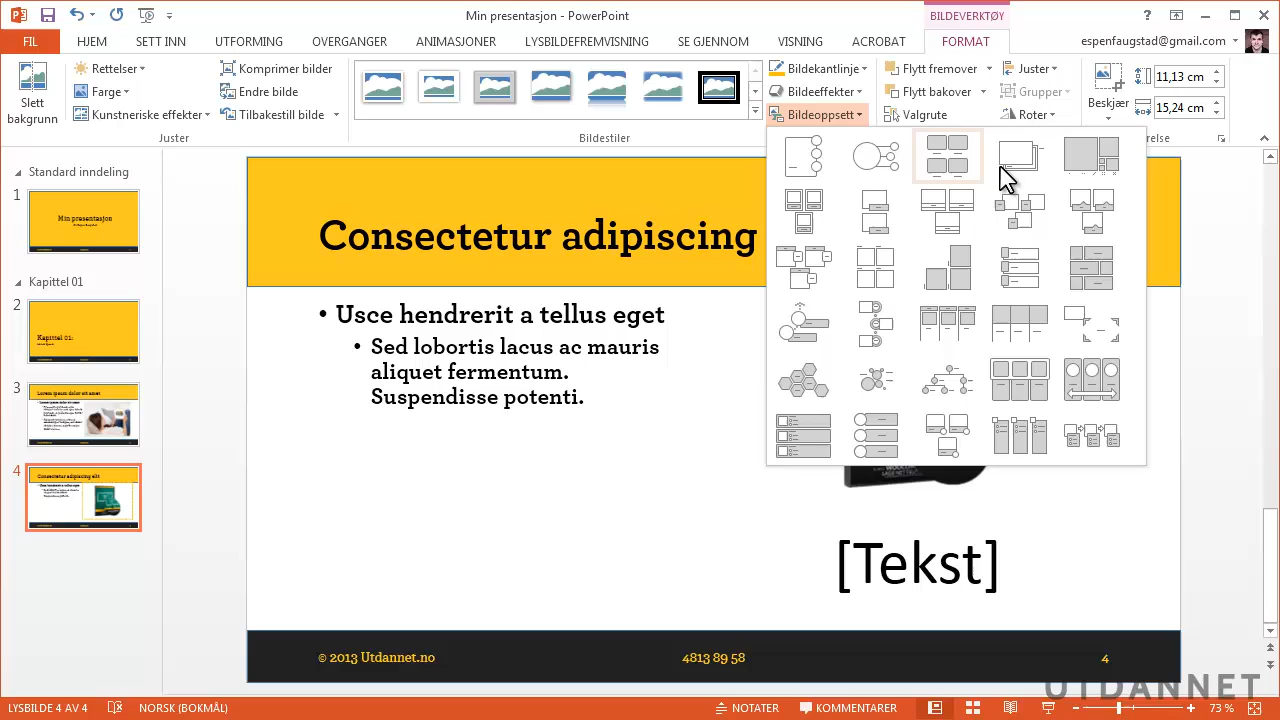 Min presentasjon - PowerPoint
BILDEVERKTØY
FIL
HJEM
SETT INN
UTFORMING
OVERGANGER
ANIMASJONER
LYSBILDEFREMVISNING
SE GJENNOM
VISNING
ACROBAT
FORMAT
espenfaugstad@gmail.com
Slett
bakgrunn
Rettelser
Farge
Kunstneriske effekter
Komprimer bilder
Endre bilde
Tilbakestill bilde
Juster
Bildestiler
Bildekantlinje
Bildeeffekter
Bildeoppsett
Flytt fremover
Flytt bakover
Valgrute
Juster
Grupper
Roter
Beskjær
11,13 cm
15,24 cm
relse
Standard inndeling
1
Min presentasjon
Kapittel 01
2
Kapittel 01:
3
Lorem ipsum dolor sit amet
4
Consectetur adipiscing elit
Consectetur adipiscing
• Usce hendrerit a tellus eget
• Sed lobortis lacus ac mauris
aliquet fermentum.
Suspendisse potenti.
[Tekst]
© 2013 Utdannet.no
4813 89 58
4
UTDANNET
LYSBILDE 4 AV 4
NORSK (BOKMÅL)
NOTATER
KOMMENTARER
73 %